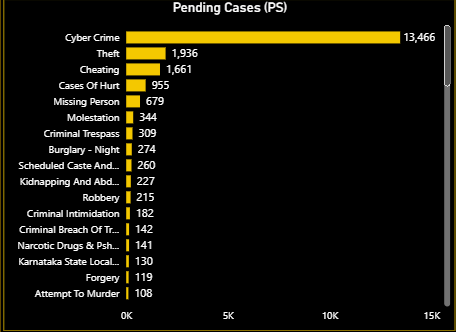 Pending Cases (PS)
Cyber Crime 13,466
Theft 1,936
Cheating 1,661
Cases Of Hurt 955
Missing Person 679
Molestation 344
Criminal Trespass 309
Burglary - Night 274
Scheduled Caste And... 260
Kidnapping And Abd... 227
Robbery 215
Criminal Intimidation 182
Criminal Breach Of Tr... 142
Narcotic Drugs & Psh... 141
Karnataka State Local... 130
Forgery 119
Attempt To Murder 108
0K 5K 10K 15K